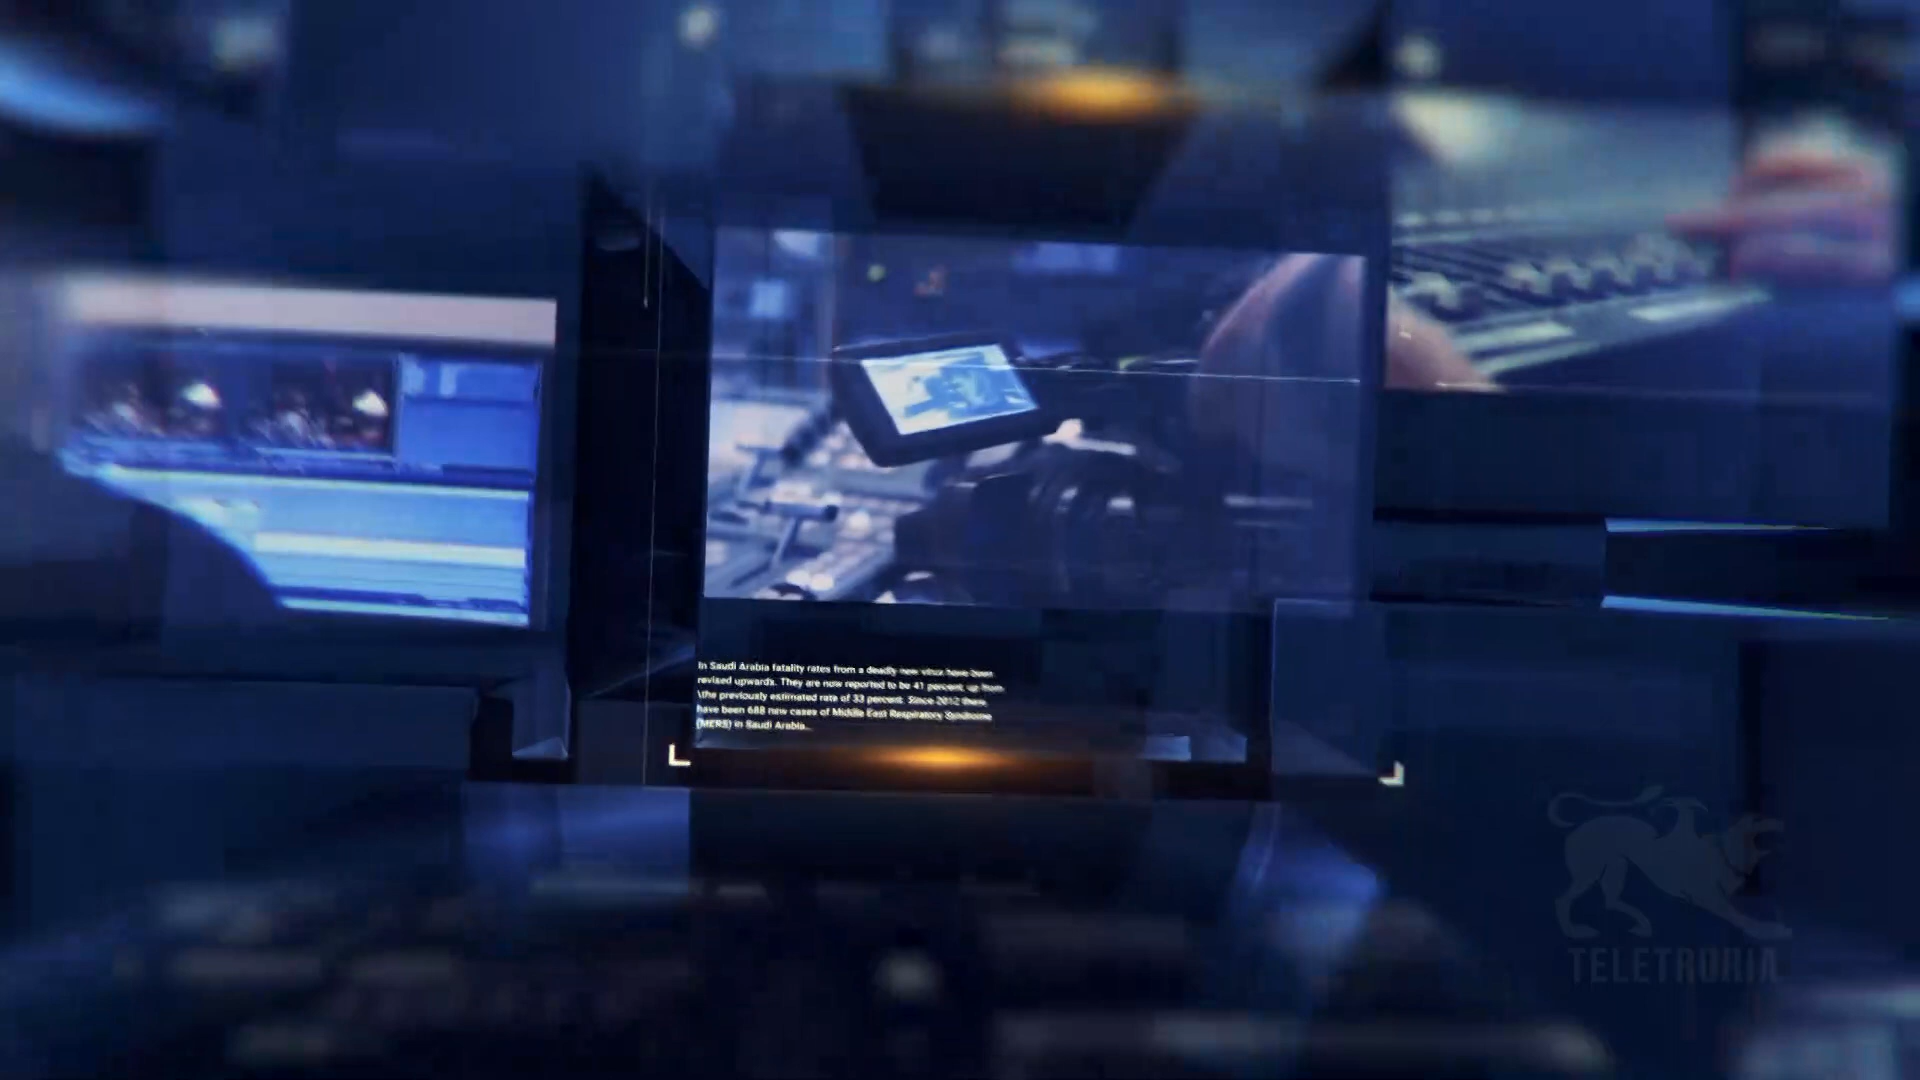 In Saudi Arabia fatality rates from a deadly new virus have been
revised upwards. They are now reported to be 41 percent, up from
\the previously estimated rate of 33 percent. Since 2012 there
have been 688 new cases of Middle East Respiratory Syndrome
(MERS) in Saudi Arabia...
TELETRURIA